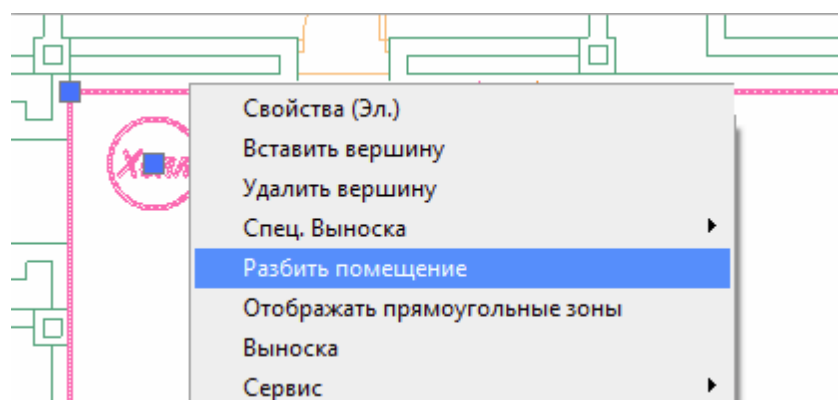 Свойства (Эл.)
Вставить вершину
Удалить вершину
Спец. Выноска
Разбить помещение
Отображать прямоугольные зоны
Выноска
Сервис